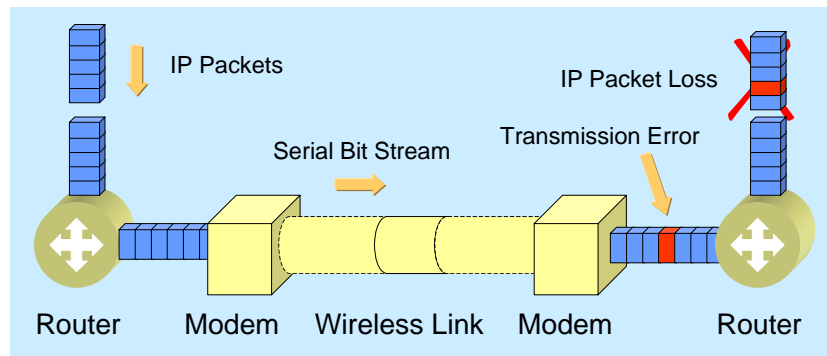 IP Packets
IP Packet Loss
Transmission Error
Serial Bit Stream
Router
Modem
Wireless Link
Modem
Router